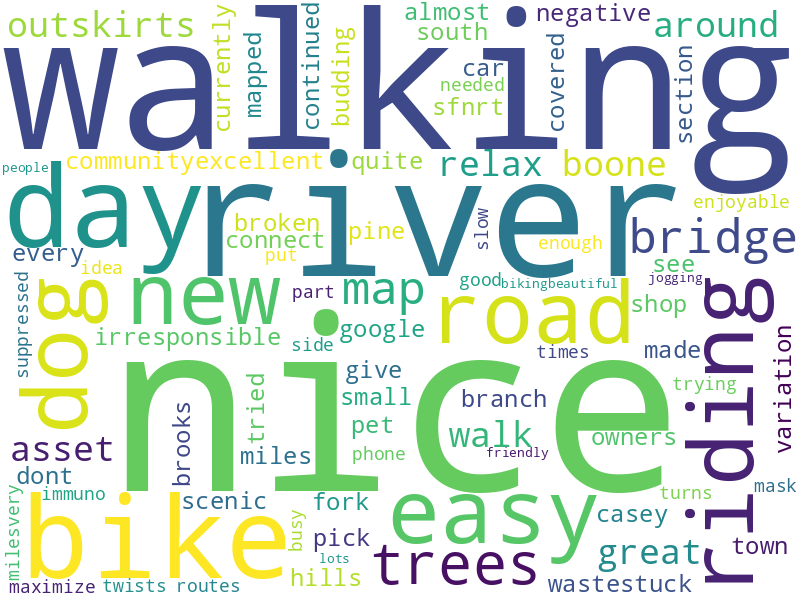 outskirts
currently
mapped
continued
budding
almost
south
negative
car
needed
sfnrt
covered
section
around
walking
people
communityexcellent
quite
relax
boone
enjoyable
day
river
broken
connect
pine
put
slow
enough
bridge
every
idea
new
part
map
good
bikingbeautiful
see
jogging
suppressed
dog
irresponsible
side
google
road
shop
times
made
nice
give
small
branch
trying
variation
riding
asset
brooks
tried
miles
pet
phone
walk
friendly
owners
dont
immuno
scenic
fork
easy
turns
mask
casey
milesvery
bike
busy
pick
lots
hills
trees
great
town
maximize
twists
routes
wastestuck